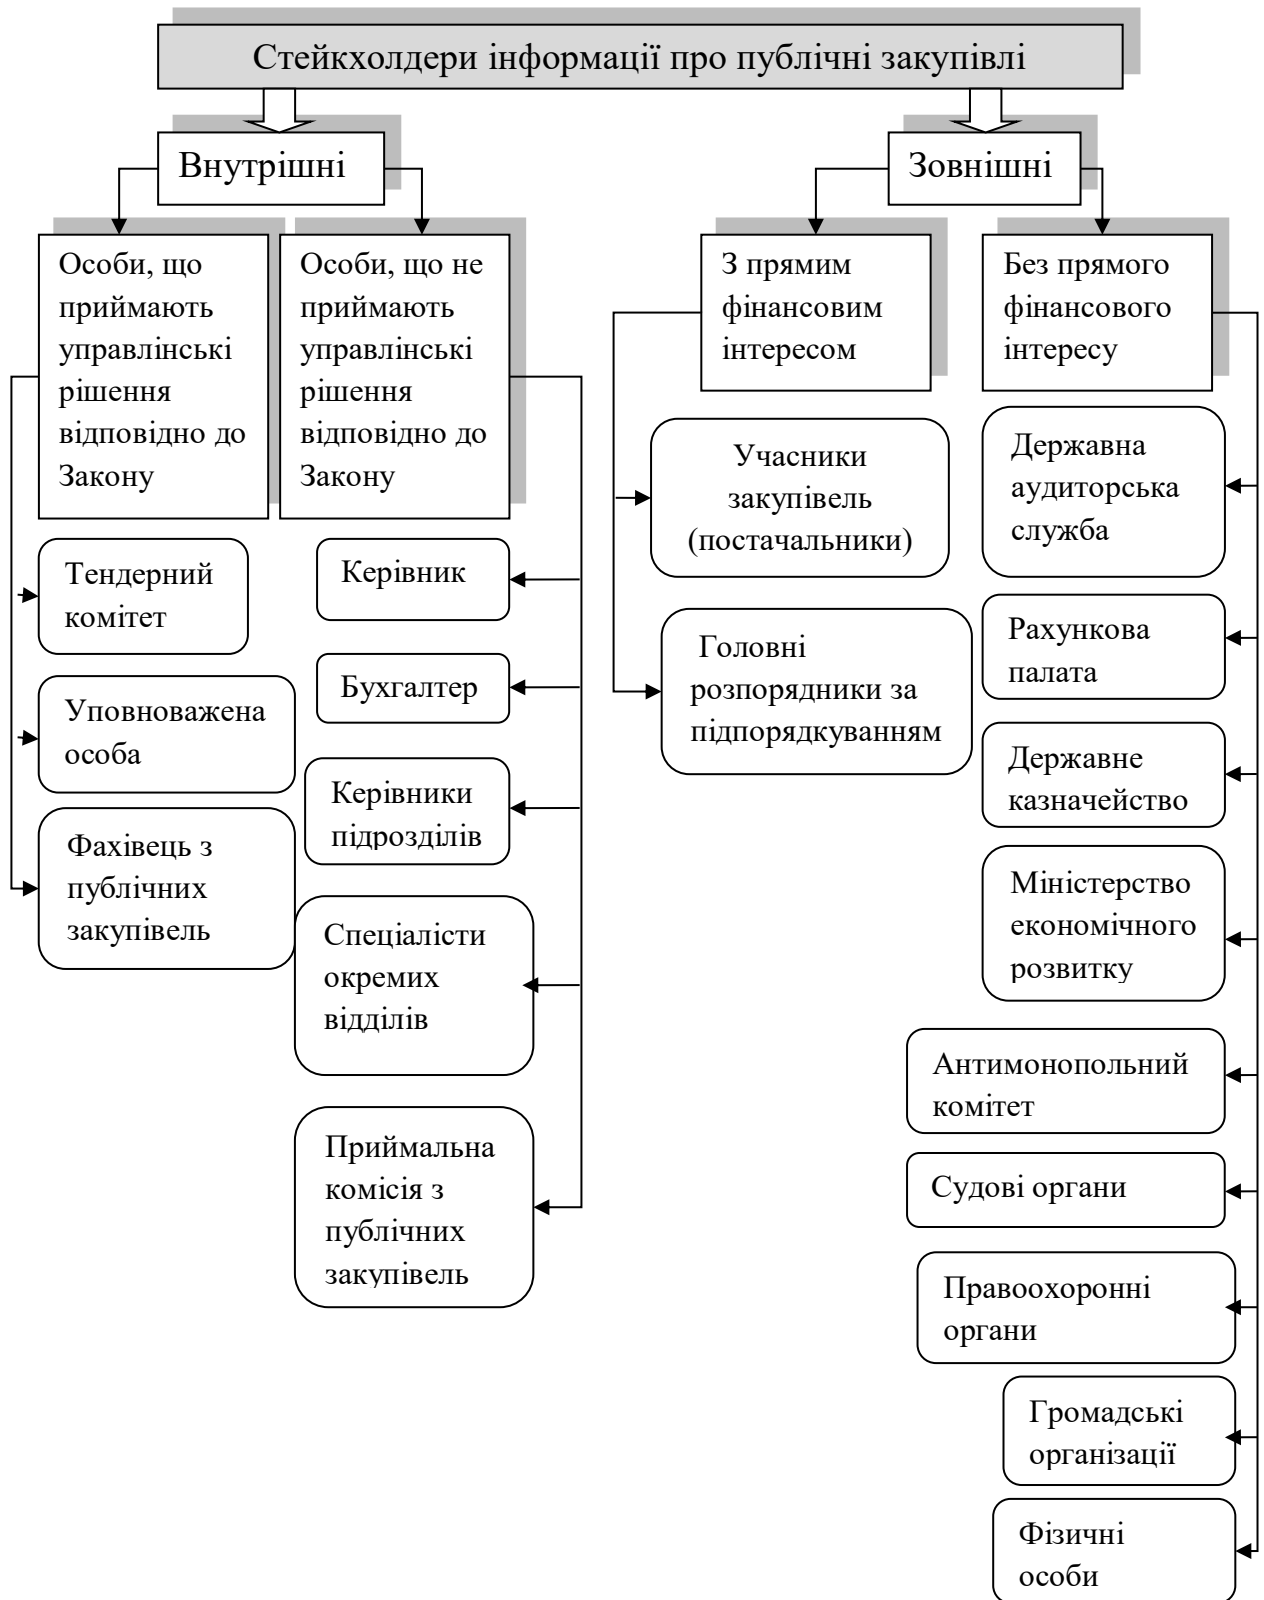 Стейкхолдери інформації про публічні закупівлі
Внутрішні
Зовнішні
Особи, що
приймають
управлінські
рішення
відповідно до
Закону
Особи, що не
приймають
управлінські
рішення
відповідно до
Закону
З прямим
фінансовим
інтересом
Без прямого
фінансового
інтересу
Тендерний
комітет
Уповноважена
особа
Фахівець з
публічних
закупівель
Керівник
Бухгалтер
Керівники
підрозділів
Спеціалісти
окремих
відділів
Приймальна
комісія з
публічних
закупівель
Учасники
закупівель
(постачальники)
Головні
розпорядники за
підпорядкуванням
Державна
аудиторська
служба
Рахункова
палата
Державне
казначейство
Міністерство
економічного
розвитку
Антимонопольний
комітет
Судові органи
Правоохоронні
органи
Громадські
організації
Фізичні
особи